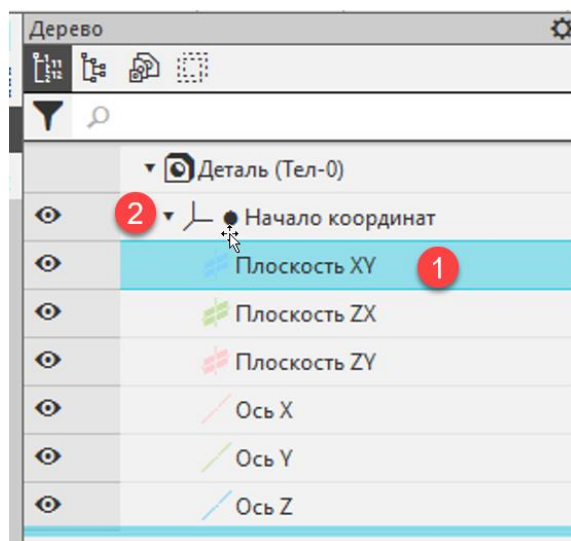 Дерево
Деталь (Тел-0)
2 Начало координат
Плоскость XY 1
Плоскость ZX
Плоскость ZY
Ось X
Ось Y
Ось Z